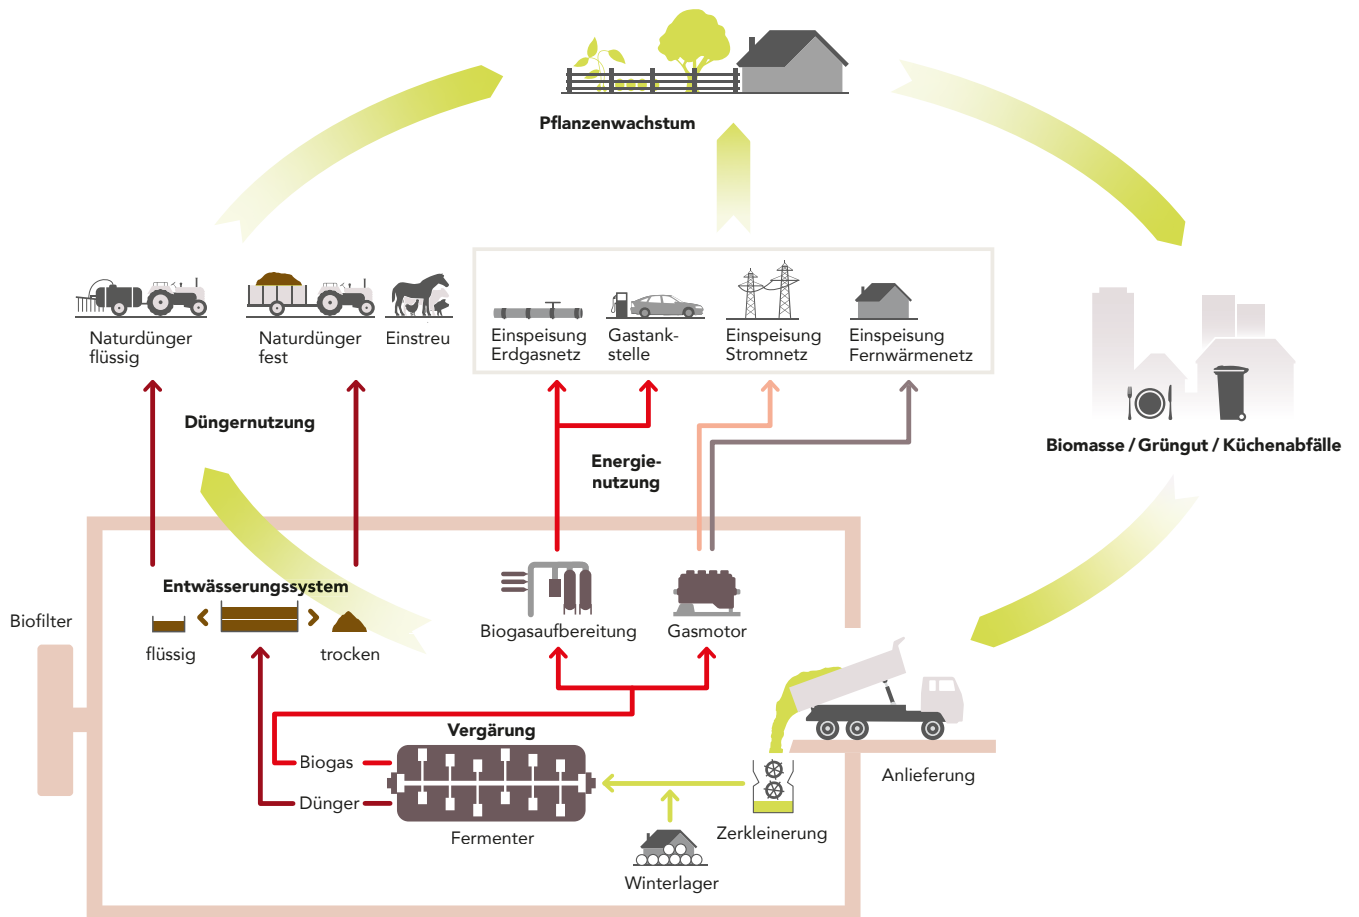 Pflanzenwachstum
Naturdünger
flüssig
Naturdünger
fest
Einstreu
Einspeisung
Erdgasnetz
Gastank-
stelle
Einspeisung
Stromnetz
Einspeisung
Fernwärmenetz
Düngernutzung
Energie-
nutzung
Biomasse / Grüngut / Küchenabfälle
Entwässerungssystem
flüssig
trocken
Biofilter
Biogasaufbereitung
Gasmotor
Vergärung
Biogas
Dünger
Fermenter
Anlieferung
Zerkleinerung
Winterlager